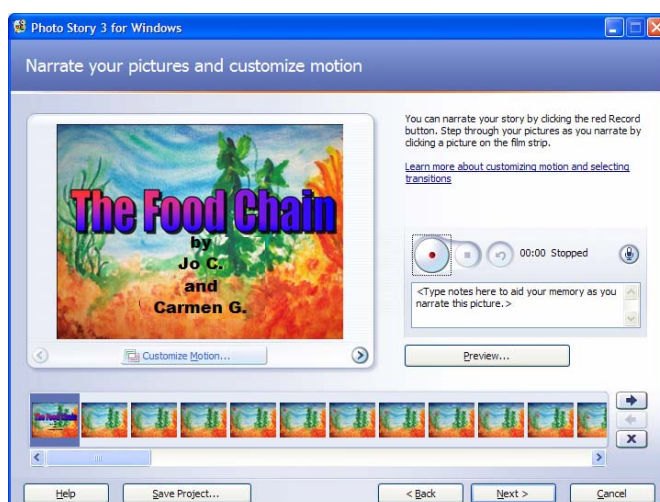 Photo Story 3 for Windows
Narrate your pictures and customize motion
The Food Chain
by
Jo C.
and
Carmen G.
Customize Motion...
You can narrate your story by clicking the red Record
button. Step through your pictures as you narrate by
clicking a picture on the film strip.
Learn more about customizing motion and selecting
transitions
00:00 Stopped
<Type notes here to aid your memory as you
narrate this picture.>
Preview...
The Food Chain
Help
Save Project...
< Back
Next >
Cancel